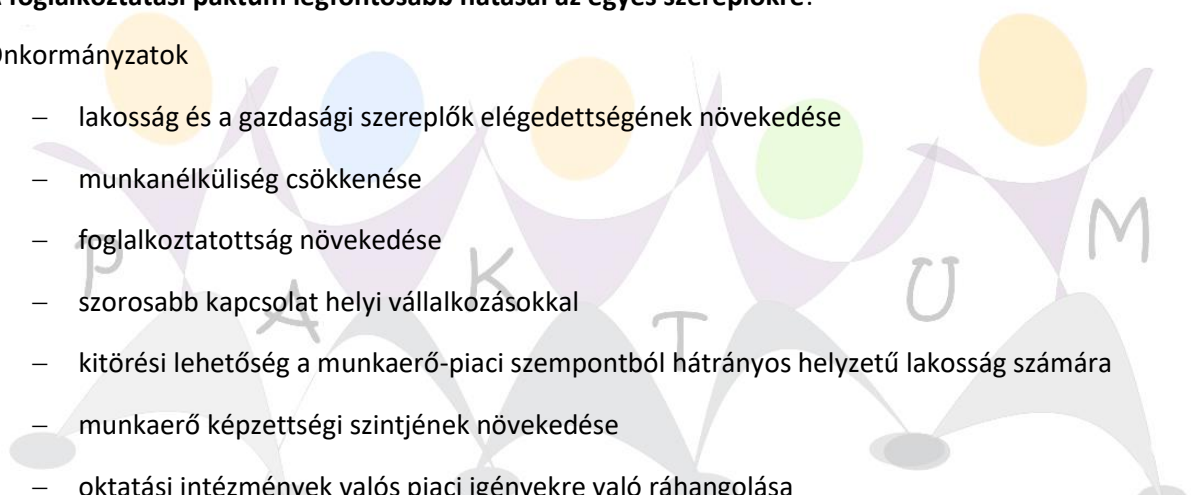 A foglalkoztatási paktum legfontosabb hatásai az egyes szereplőkre:
Önkormányzatok
– lakosság és a gazdasági szereplők elégedettségének növekedése
– munkanélküliség csökkenése
– foglalkoztatottság növekedése
– szorosabb kapcsolat helyi vállalkozásokkal
– kitörési lehetőség a munkaerő-piaci szempontból hátrányos helyzetű lakosság számára
– munkaerő képzettségi szintjének növekedése
– oktatási intézmények valós piaci igényekre való ráhangolása
P A K T U M